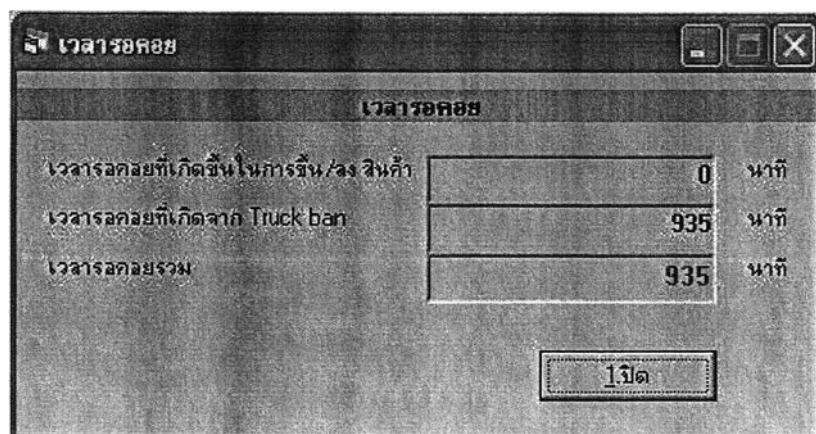 เวลารอคอย
เวลารอคอย
เวลารอคอยที่เกิดขึ้นในการขึ้น/ลง สินค้า 0 นาที
เวลารอคอยที่เกิดจาก Truck ban 935 นาที
เวลารอคอยรวม 935 นาที
1.ปิด